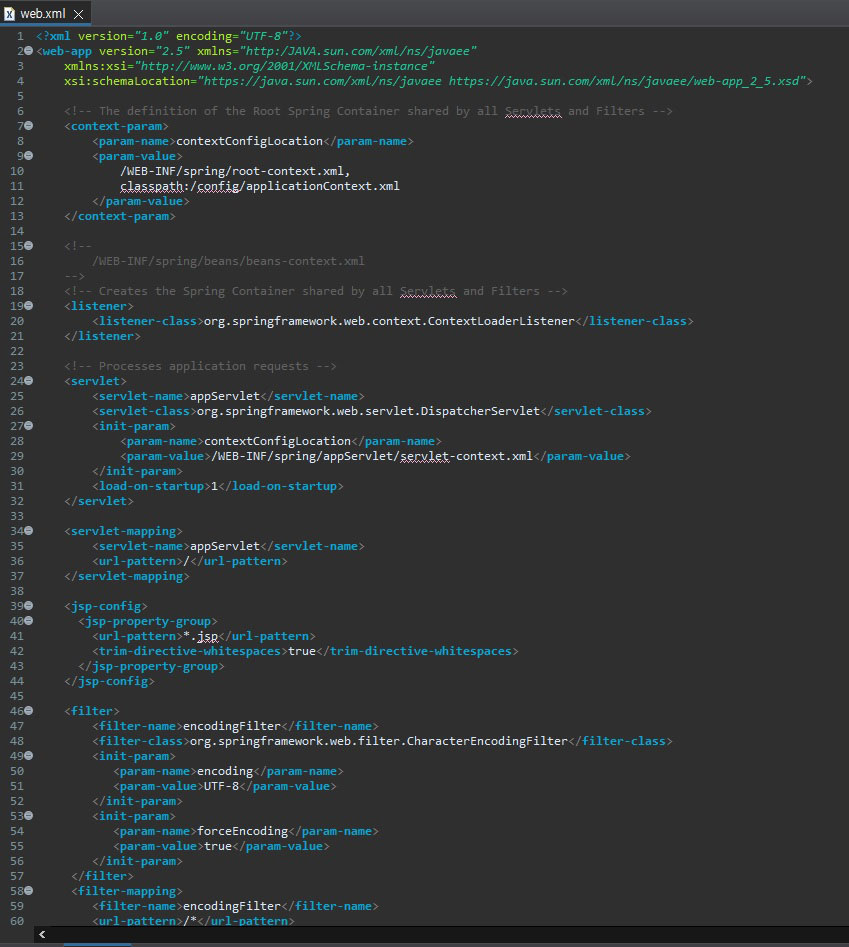 web.xml
1 <?xml version="1.0" encoding="UTF-8"?>
2 <web-app version="2.5" xmlns="http:/JAVA.sun.com/xml/ns/javaee"
3 xmlns:xsi="http://www.w3.org/2001/XMLSchema-instance"
4 xsi:schemaLocation="https://java.sun.com/xml/ns/javaee https://java.sun.com/xml/ns/javaee/web-app_2_5.xsd">
5
6 <!-- The definition of the Root Spring Container shared by all Servlets and Filters -->
7 <context-param>
8 <param-name>contextConfigLocation</param-name>
9 <param-value>
10 /WEB-INF/spring/root-context.xml,
11 classpath:/config/applicationContext.xml
12 </param-value>
13 </context-param>
14
15 <!--
16 /WEB-INF/spring/beans/beans-context.xml
17 -->
18 <!-- Creates the Spring Container shared by all Servlets and Filters -->
19 <listener>
20 <listener-class>org.springframework.web.context.ContextLoaderListener</listener-class>
21 </listener>
22
23 <!-- Processes application requests -->
24 <servlet>
25 <servlet-name>appServlet</servlet-name>
26 <servlet-class>org.springframework.web.servlet.DispatcherServlet</servlet-class>
27 <init-param>
28 <param-name>contextConfigLocation</param-name>
29 <param-value>/WEB-INF/spring/appServlet/servlet-context.xml</param-value>
30 </init-param>
31 <load-on-startup>1</load-on-startup>
32 </servlet>
33
34 <servlet-mapping>
35 <servlet-name>appServlet</servlet-name>
36 <url-pattern>/</url-pattern>
37 </servlet-mapping>
38
39 <jsp-config>
40 <jsp-property-group>
41 <url-pattern>*.jsp</url-pattern>
42 <trim-directive-whitespaces>true</trim-directive-whitespaces>
43 </jsp-property-group>
44 </jsp-config>
45
46 <filter>
47 <filter-name>encodingFilter</filter-name>
48 <filter-class>org.springframework.web.filter.CharacterEncodingFilter</filter-class>
49 <init-param>
50 <param-name>encoding</param-name>
51 <param-value>UTF-8</param-value>
52 </init-param>
53 <init-param>
54 <param-name>forceEncoding</param-name>
55 <param-value>true</param-value>
56 </init-param>
57 </filter>
58 <filter-mapping>
59 <filter-name>encodingFilter</filter-name>
60 <url-pattern>/*</url-pattern>